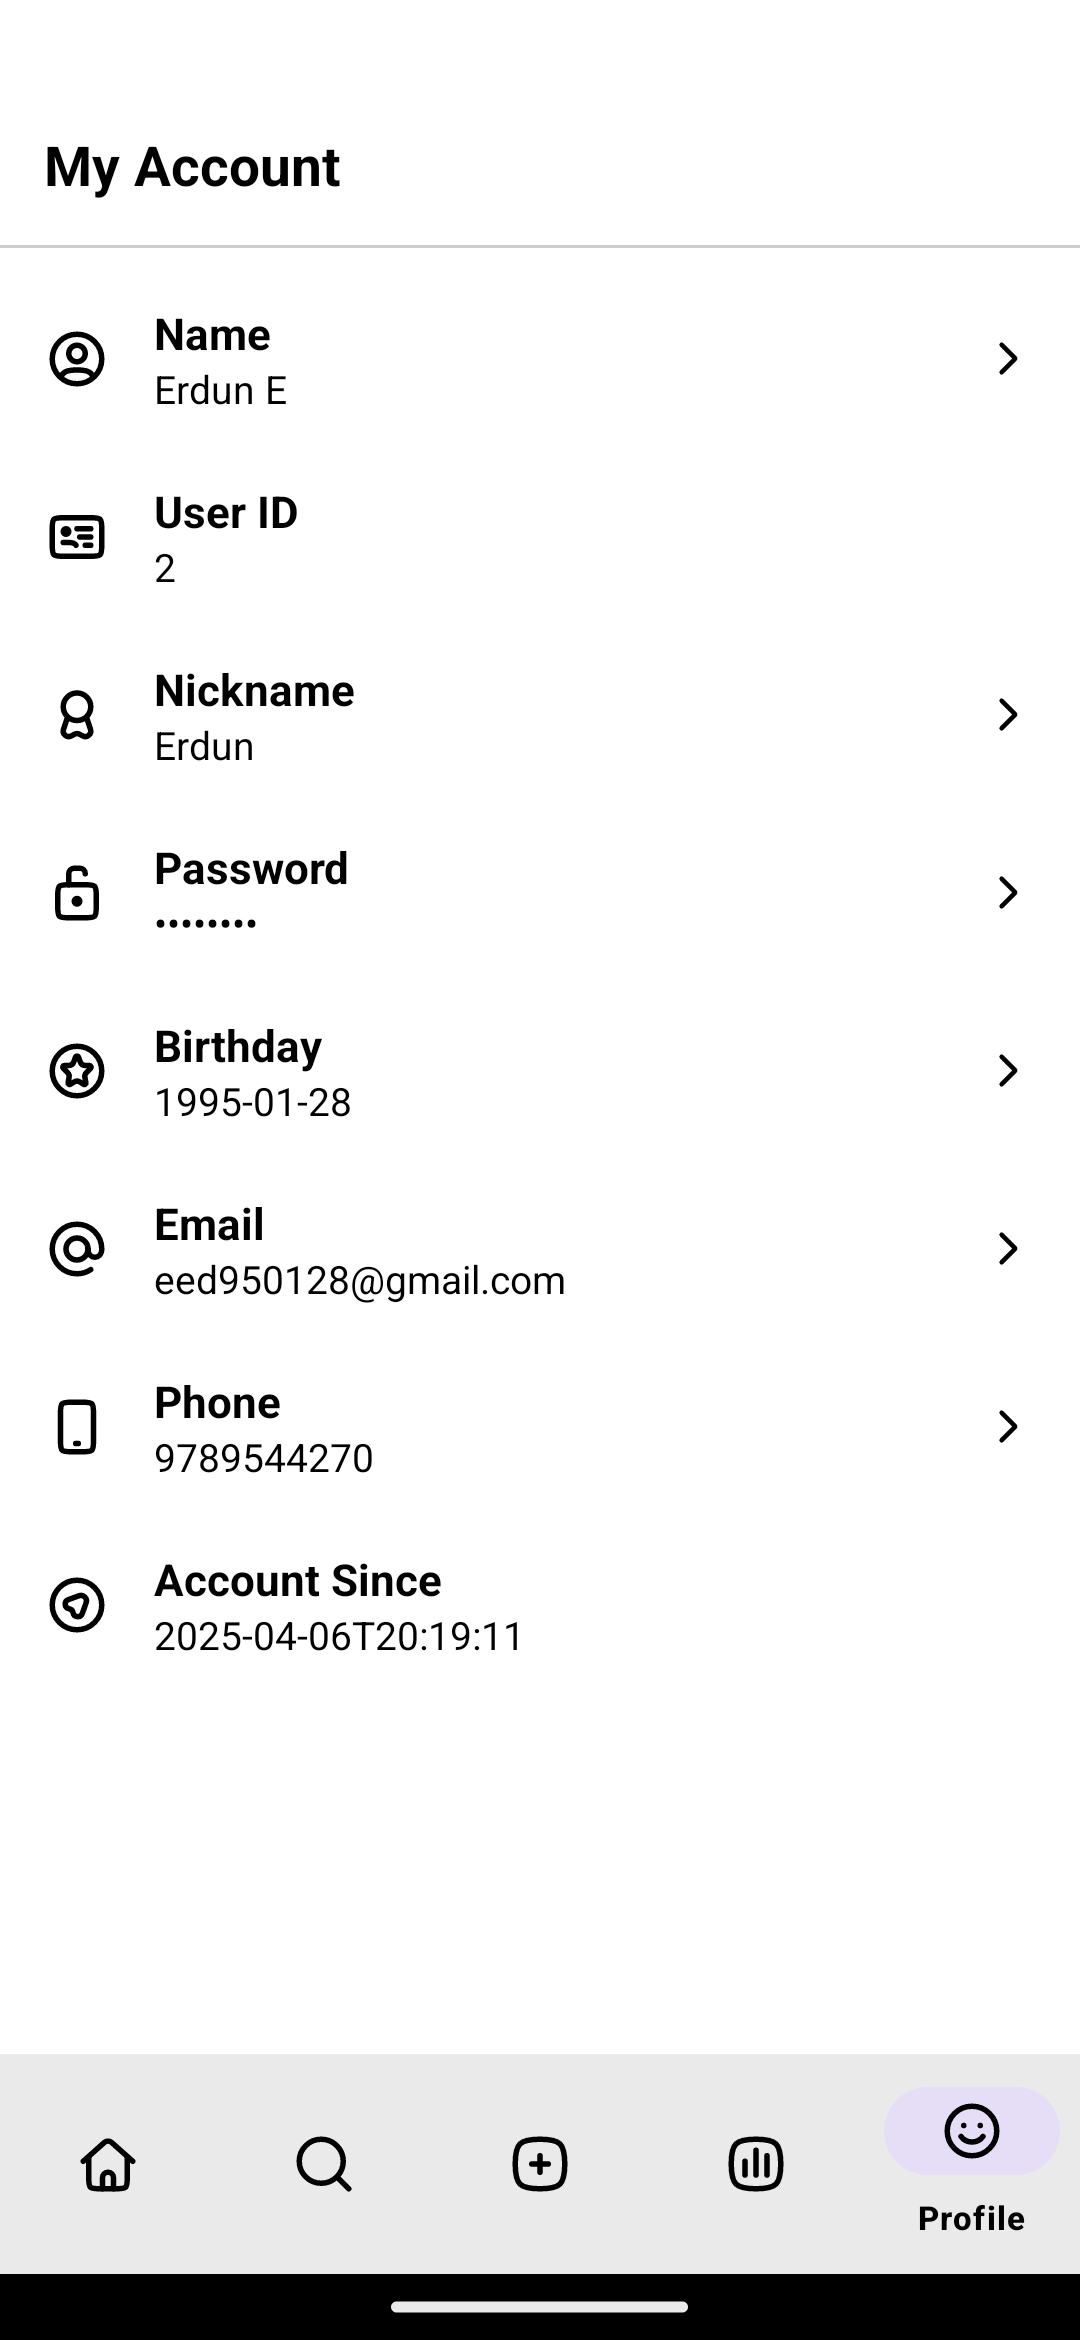 My Account
Name
Erdun E
User ID
2
Nickname
Erdun
Password
••••••••
Birthday
1995-01-28
Email
eed950128@gmail.com
Phone
9789544270
Account Since
2025-04-06T20:19:11
Profile